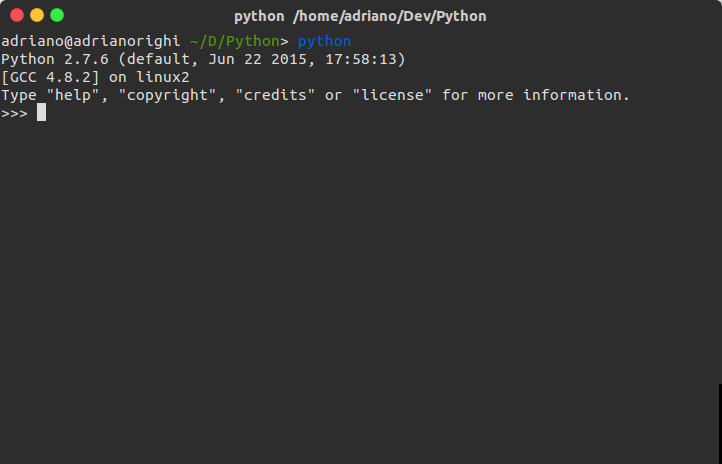 python /home/adriano/Dev/Python
adriano@adrianorighi ~/D/Python> python
Python 2.7.6 (default, Jun 22 2015, 17:58:13)
[GCC 4.8.2] on linux2
Type "help", "copyright", "credits" or "license" for more information.
>>>